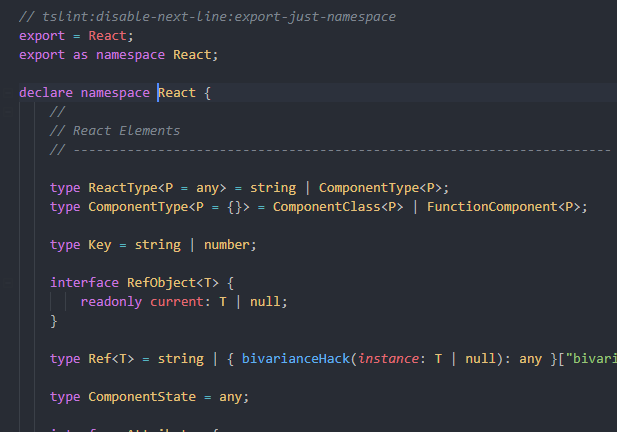 // tslint:disable-next-line:export-just-namespace
export = React;
export as namespace React;
declare namespace React {
//
// React Elements
// ----------------------------------------------------------------------
type ReactType<P = any> = string | ComponentType<P>;
type ComponentType<P = {}> = ComponentClass<P> | FunctionComponent<P>;
type Key = string | number;
interface RefObject<T> {
readonly current: T | null;
}
type Ref<T> = string | { bivarianceHack(instance: T | null): any }["bivari
type ComponentState = any;